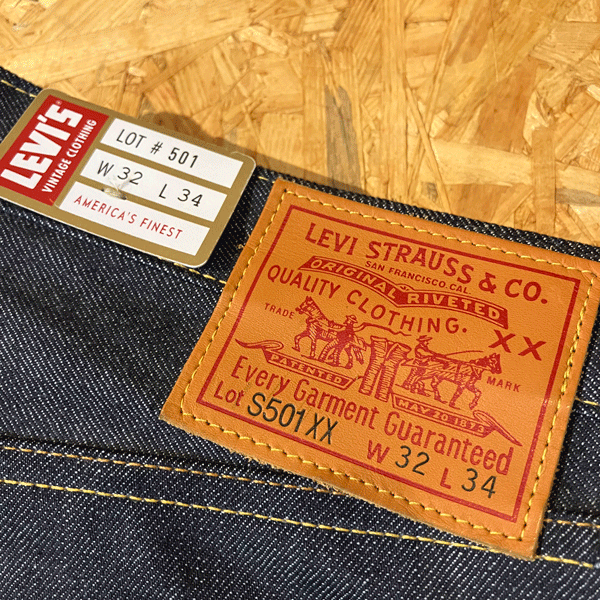 LEVI'S®
VINTAGE CLOTHING
LOT # 501
W 32 L 34
AMERICA'S FINEST
LEVI STRAUSS & CO.
SAN FRANCISCO, CAL.
ORIGINAL RIVETED
QUALITY CLOTHING.
XX
TRADE MARK
PATENTED MAY 20 1873
Every Garment Guaranteed
Lot S501XX W 32 L 34